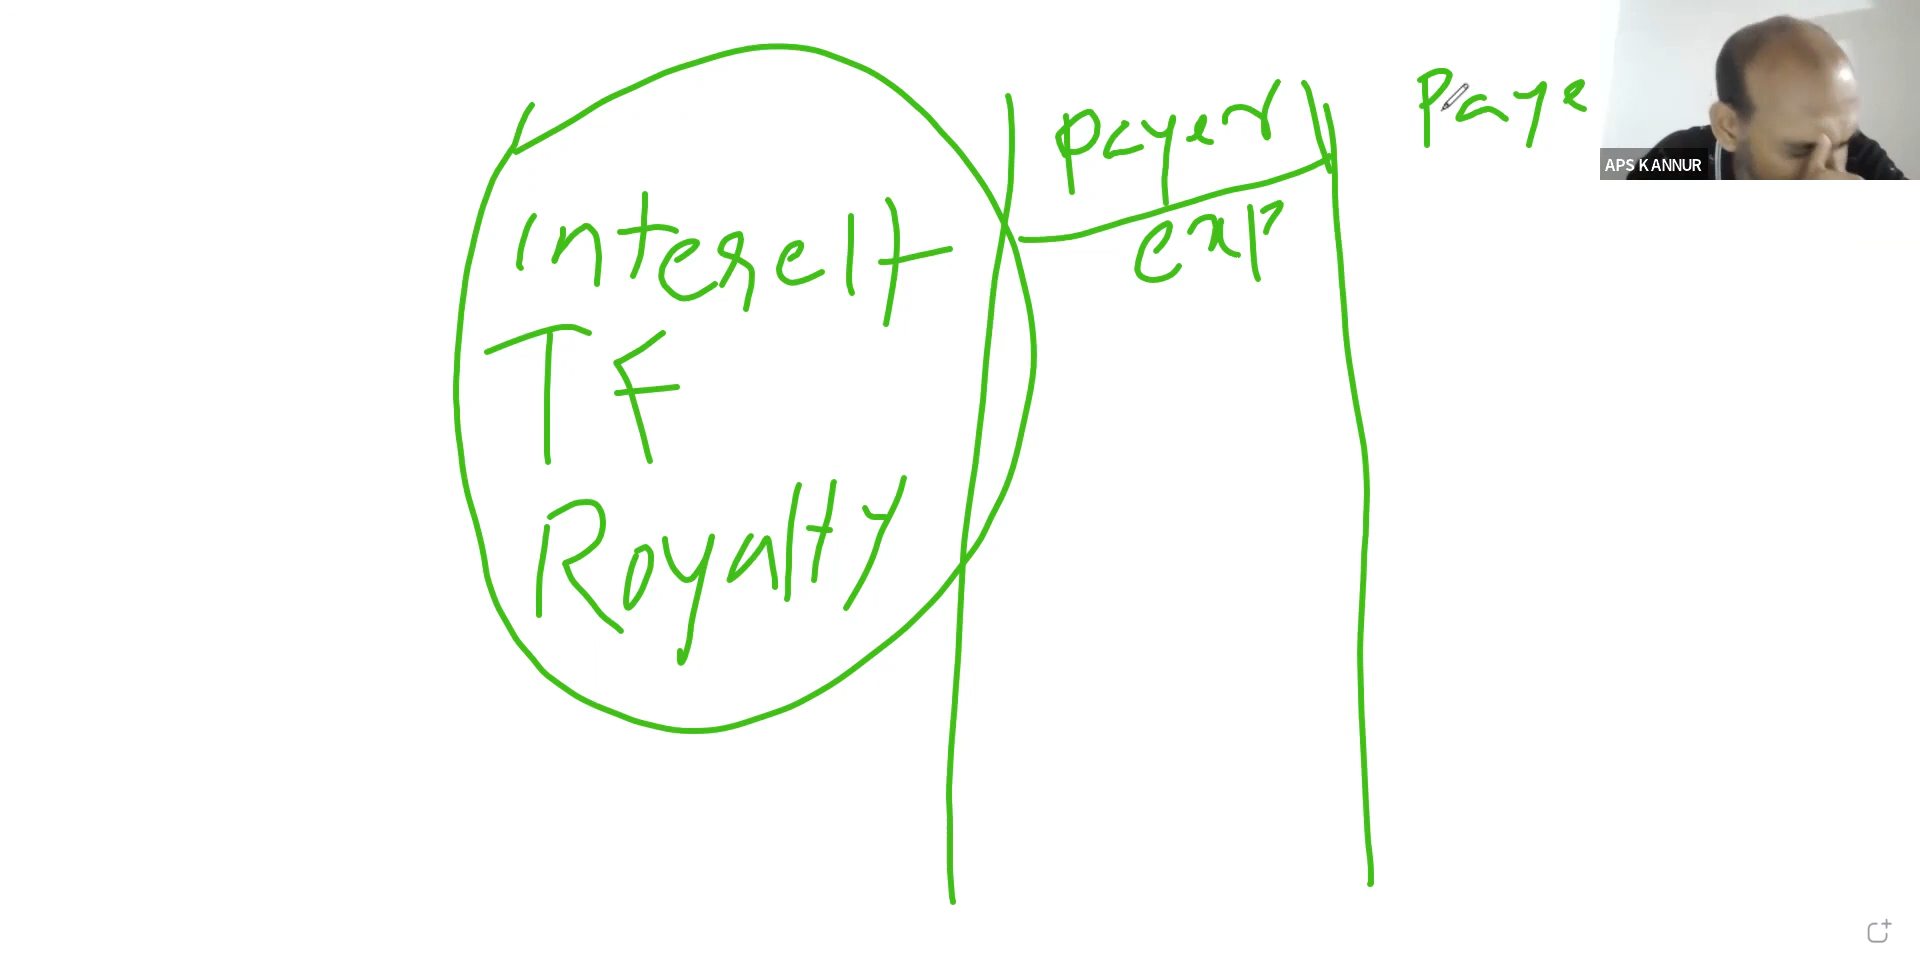 Payer
Paye
exp
Interest
TF
Royalty
APS KANNUR